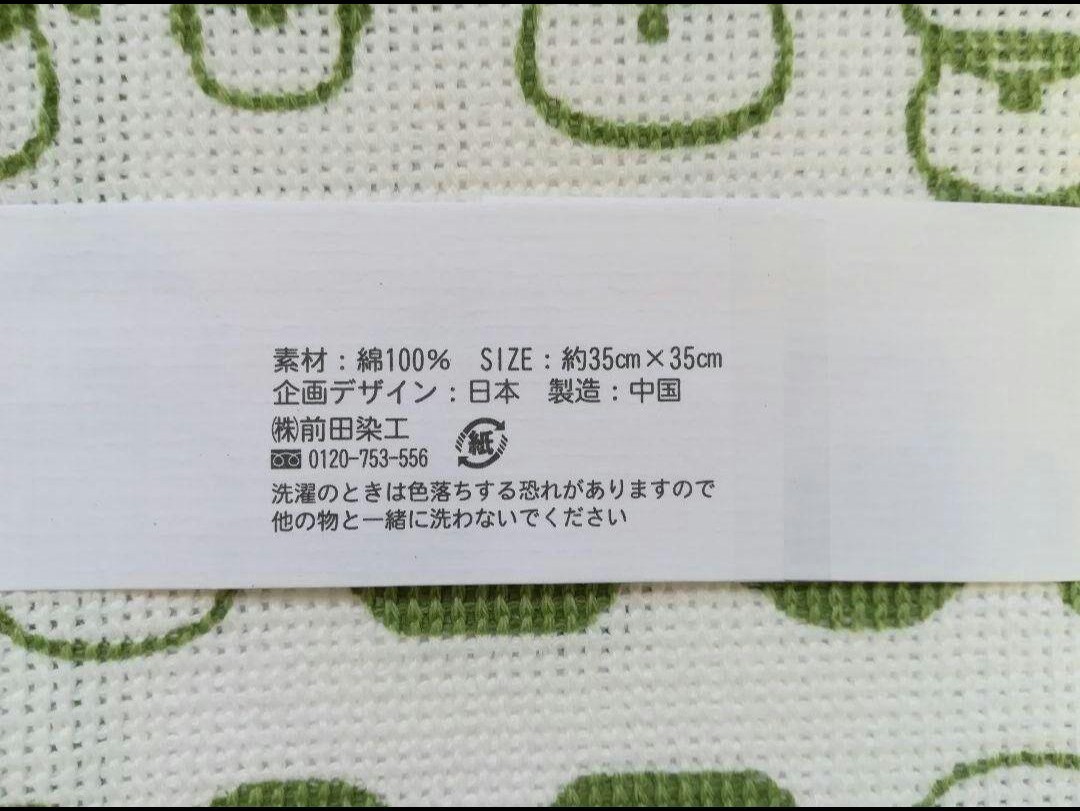 素材：綿100%　SIZE：約35㎝×35㎝
企画デザイン：日本　製造：中国
㈱前田染工
紙
0120-753-556
洗濯のときは色落ちする恐れがありますので
他の物と一緒に洗わないでください